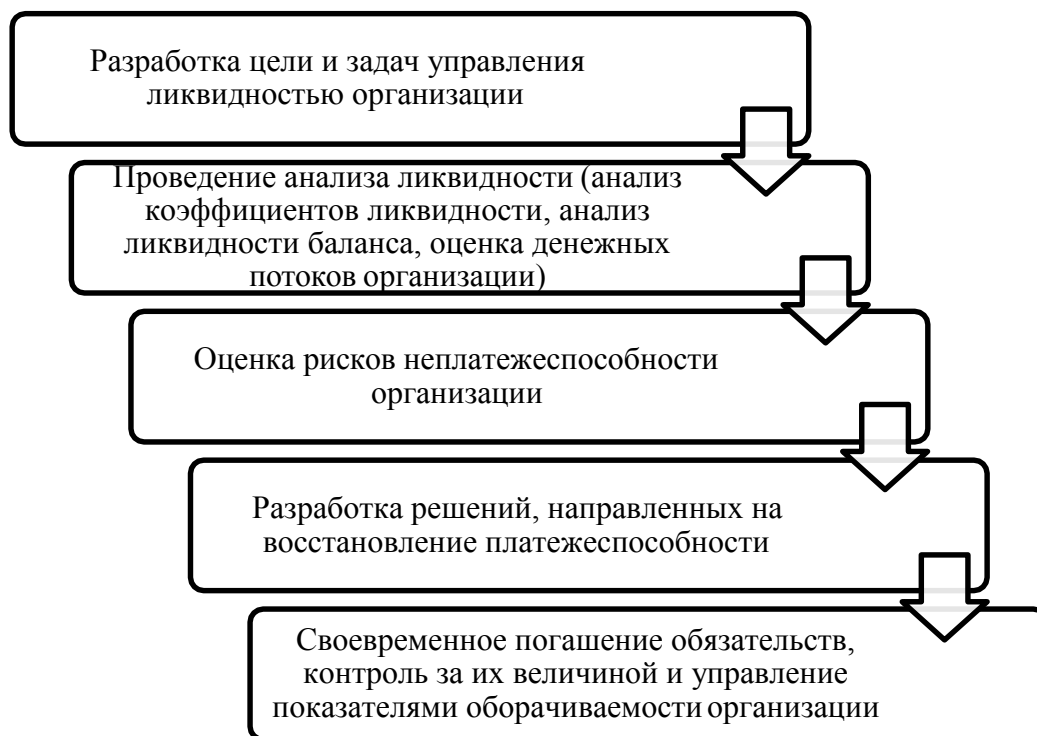 Разработка цели и задач управления
ликвидностью организации
Проведение анализа ликвидности (анализ
коэффициентов ликвидности, анализ
ликвидности баланса, оценка денежных
потоков организации)
Оценка рисков неплатежеспособности
организации
Разработка решений, направленных на
восстановление платежеспособности
Своевременное погашение обязательств,
контроль за их величиной и управление
показателями оборачиваемости организации